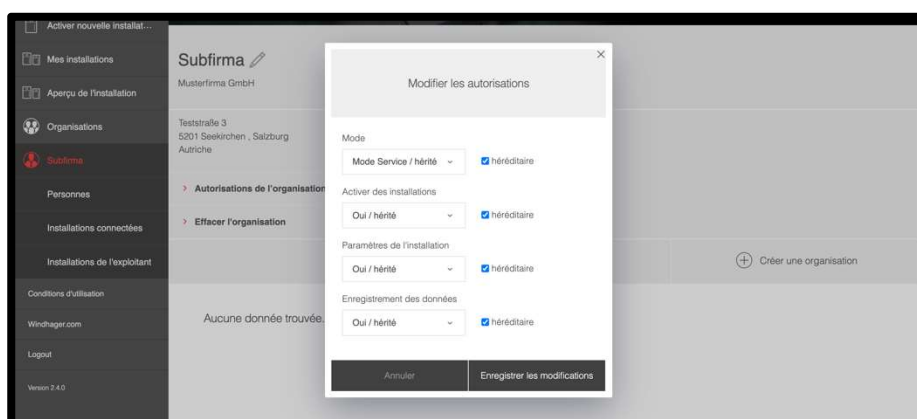 Activer nouvelle installat...
Mes installations
Aperçu de l'installation
Organisations
Subfirma
Personnes
Installations connectées
Installations de l'exploitant
Conditions d'utilisation
Windhager.com
Logout
Version 2.4.0
Subfirma
Musterfirma GmbH
Teststraße 3
5201 Seekirchen , Salzburg
Autriche
Autorisations de l'organisation
Effacer l'organisation
Aucune donnée trouvée.
Créer une organisation
Modifier les autorisations
Mode
Mode Service / hérité héréditaire
Activer des installations
Oui / hérité héréditaire
Paramètres de l'installation
Oui / hérité héréditaire
Enregistrement des données
Oui / hérité héréditaire
Annuler Enregistrer les modifications